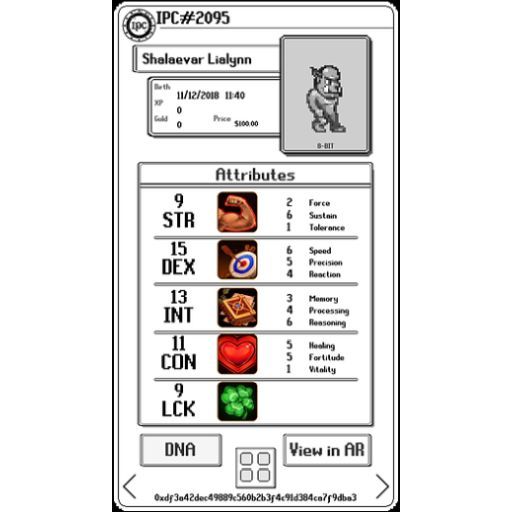 IPC
IPC#2095
Shalaevar Lialynn
Birth 11/12/2018 11:40
XP 0
Gold 0 Price $100.00
8-BIT
Attributes
9 STR
2 Force
6 Sustain
1 Tolerance
15 DEX
6 Speed
5 Precision
4 Reaction
13 INT
3 Memory
4 Processing
6 Reasoning
11 CON
5 Healing
5 Fortitude
1 Vitality
9 LCK
DNA
View in AR
0xdf3a42dec49889c560b2b3f4c91d384ca7f9dba3